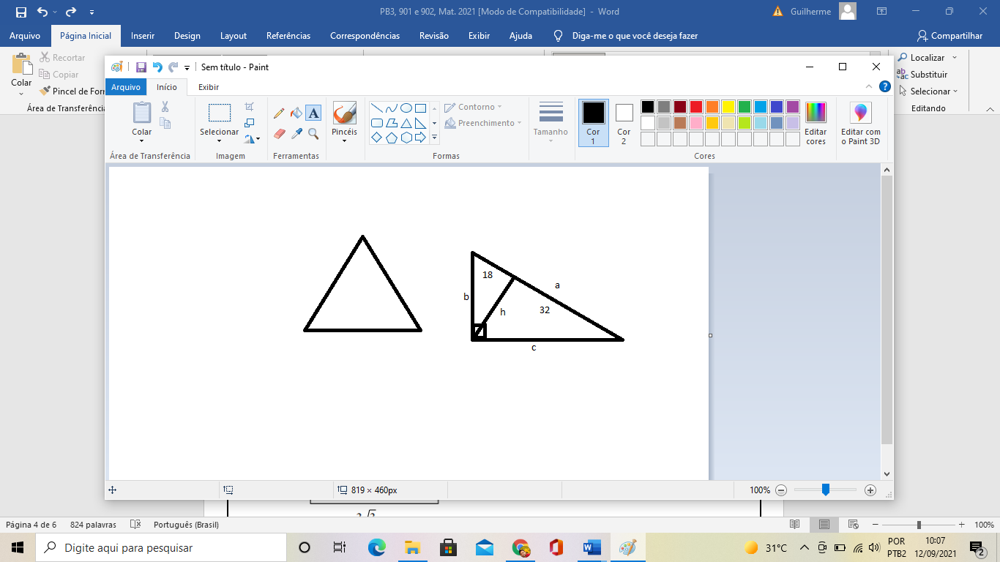 PB3, 901 e 902, Mat. 2021 [Modo de Compatibilidade] - Word
Guilherme
Arquivo Página Inicial Inserir Design Layout Referências Correspondências Revisão Exibir Ajuda Diga-me o que você deseja fazer Compartilhar
Colar
Recortar
Copiar
Pincel de For
Área de Transferência
Localizar
Substituir
Selecionar
Editando
Sem título - Paint
Arquivo Início Exibir
Colar
Área de Transferência
Selecionar
Imagem
A
Ferramentas
Pincéis
Contorno
Preenchimento
Formas
Tamanho
Cor
1
Cor
2
Editar
cores
Editar com
o Paint 3D
Cores
18
a
b
32
h
c
819 × 460px
100%
Página 4 de 6 824 palavras Português (Brasil) 100%
Digite aqui para pesquisar
31°C
POR
PTB2
10:07
12/09/2021
2